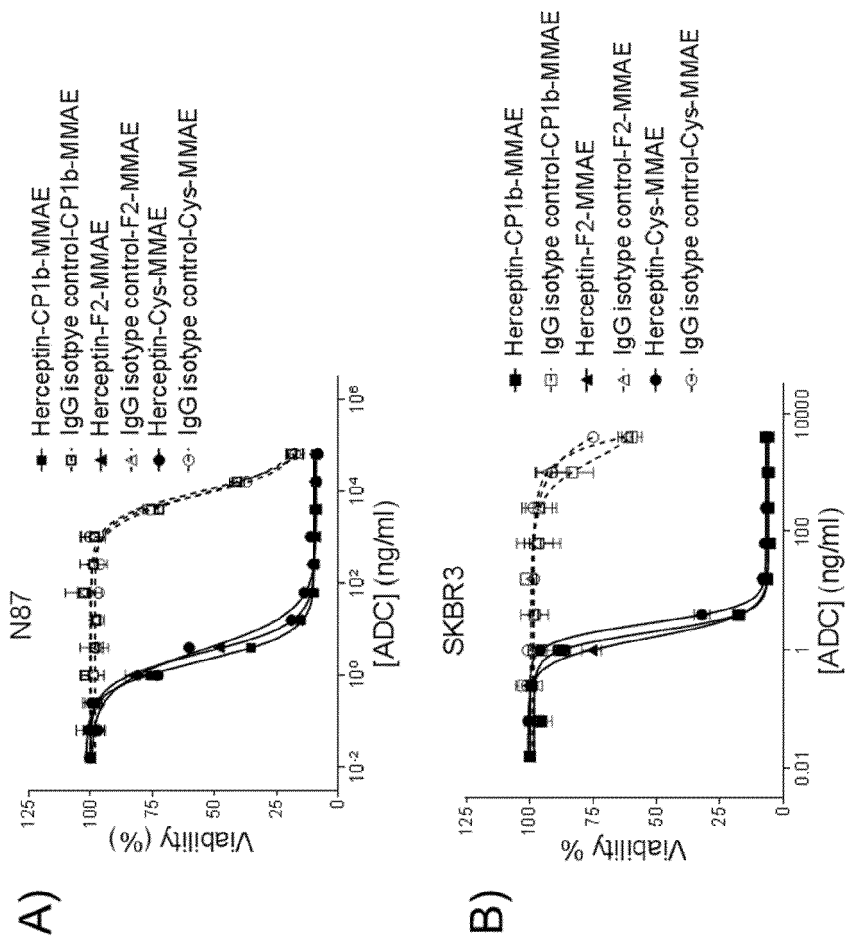 A)
N87
Viability (%)
125
100
75
50
25
0
10-2
100
102
104
106
[ADC] (ng/ml)
Herceptin-CP1b-MMAE
IgG isotpye control-CP1b-MMAE
Herceptin-F2-MMAE
IgG isotype control-F2-MMAE
Herceptin-Cys-MMAE
IgG isotype control-Cys-MMAE
B)
SKBR3
Viability %
125
100
75
50
25
0
0.01
1
100
10000
[ADC] (ng/ml)
Herceptin-CP1b-MMAE
IgG isotype control-CP1b-MMAE
Herceptin-F2-MMAE
IgG isotype control-F2-MMAE
Herceptin-Cys-MMAE
IgG isotype control-Cys-MMAE